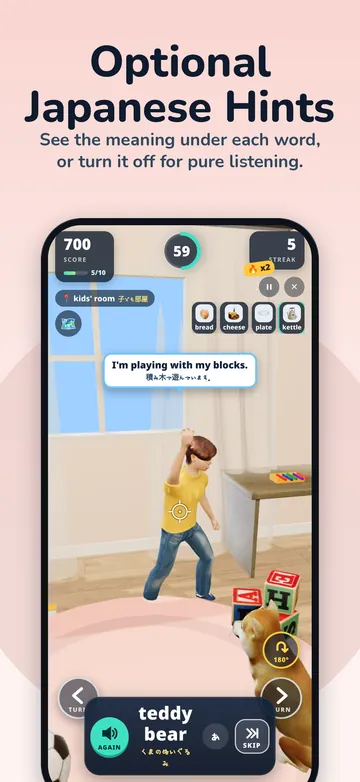 Optional
Japanese Hints
See the meaning under each word,
or turn it off for pure listening.
700
SCORE
5/10
59
5
STREAK
x2
kids' room 子ども部屋
bread
cheese
plate
kettle
I'm playing with my blocks.
積み木で遊んでいます。
A
H
180°
TUR
URN
AGAIN
teddy
bear
くまのぬいぐる
み
あ
SKIP